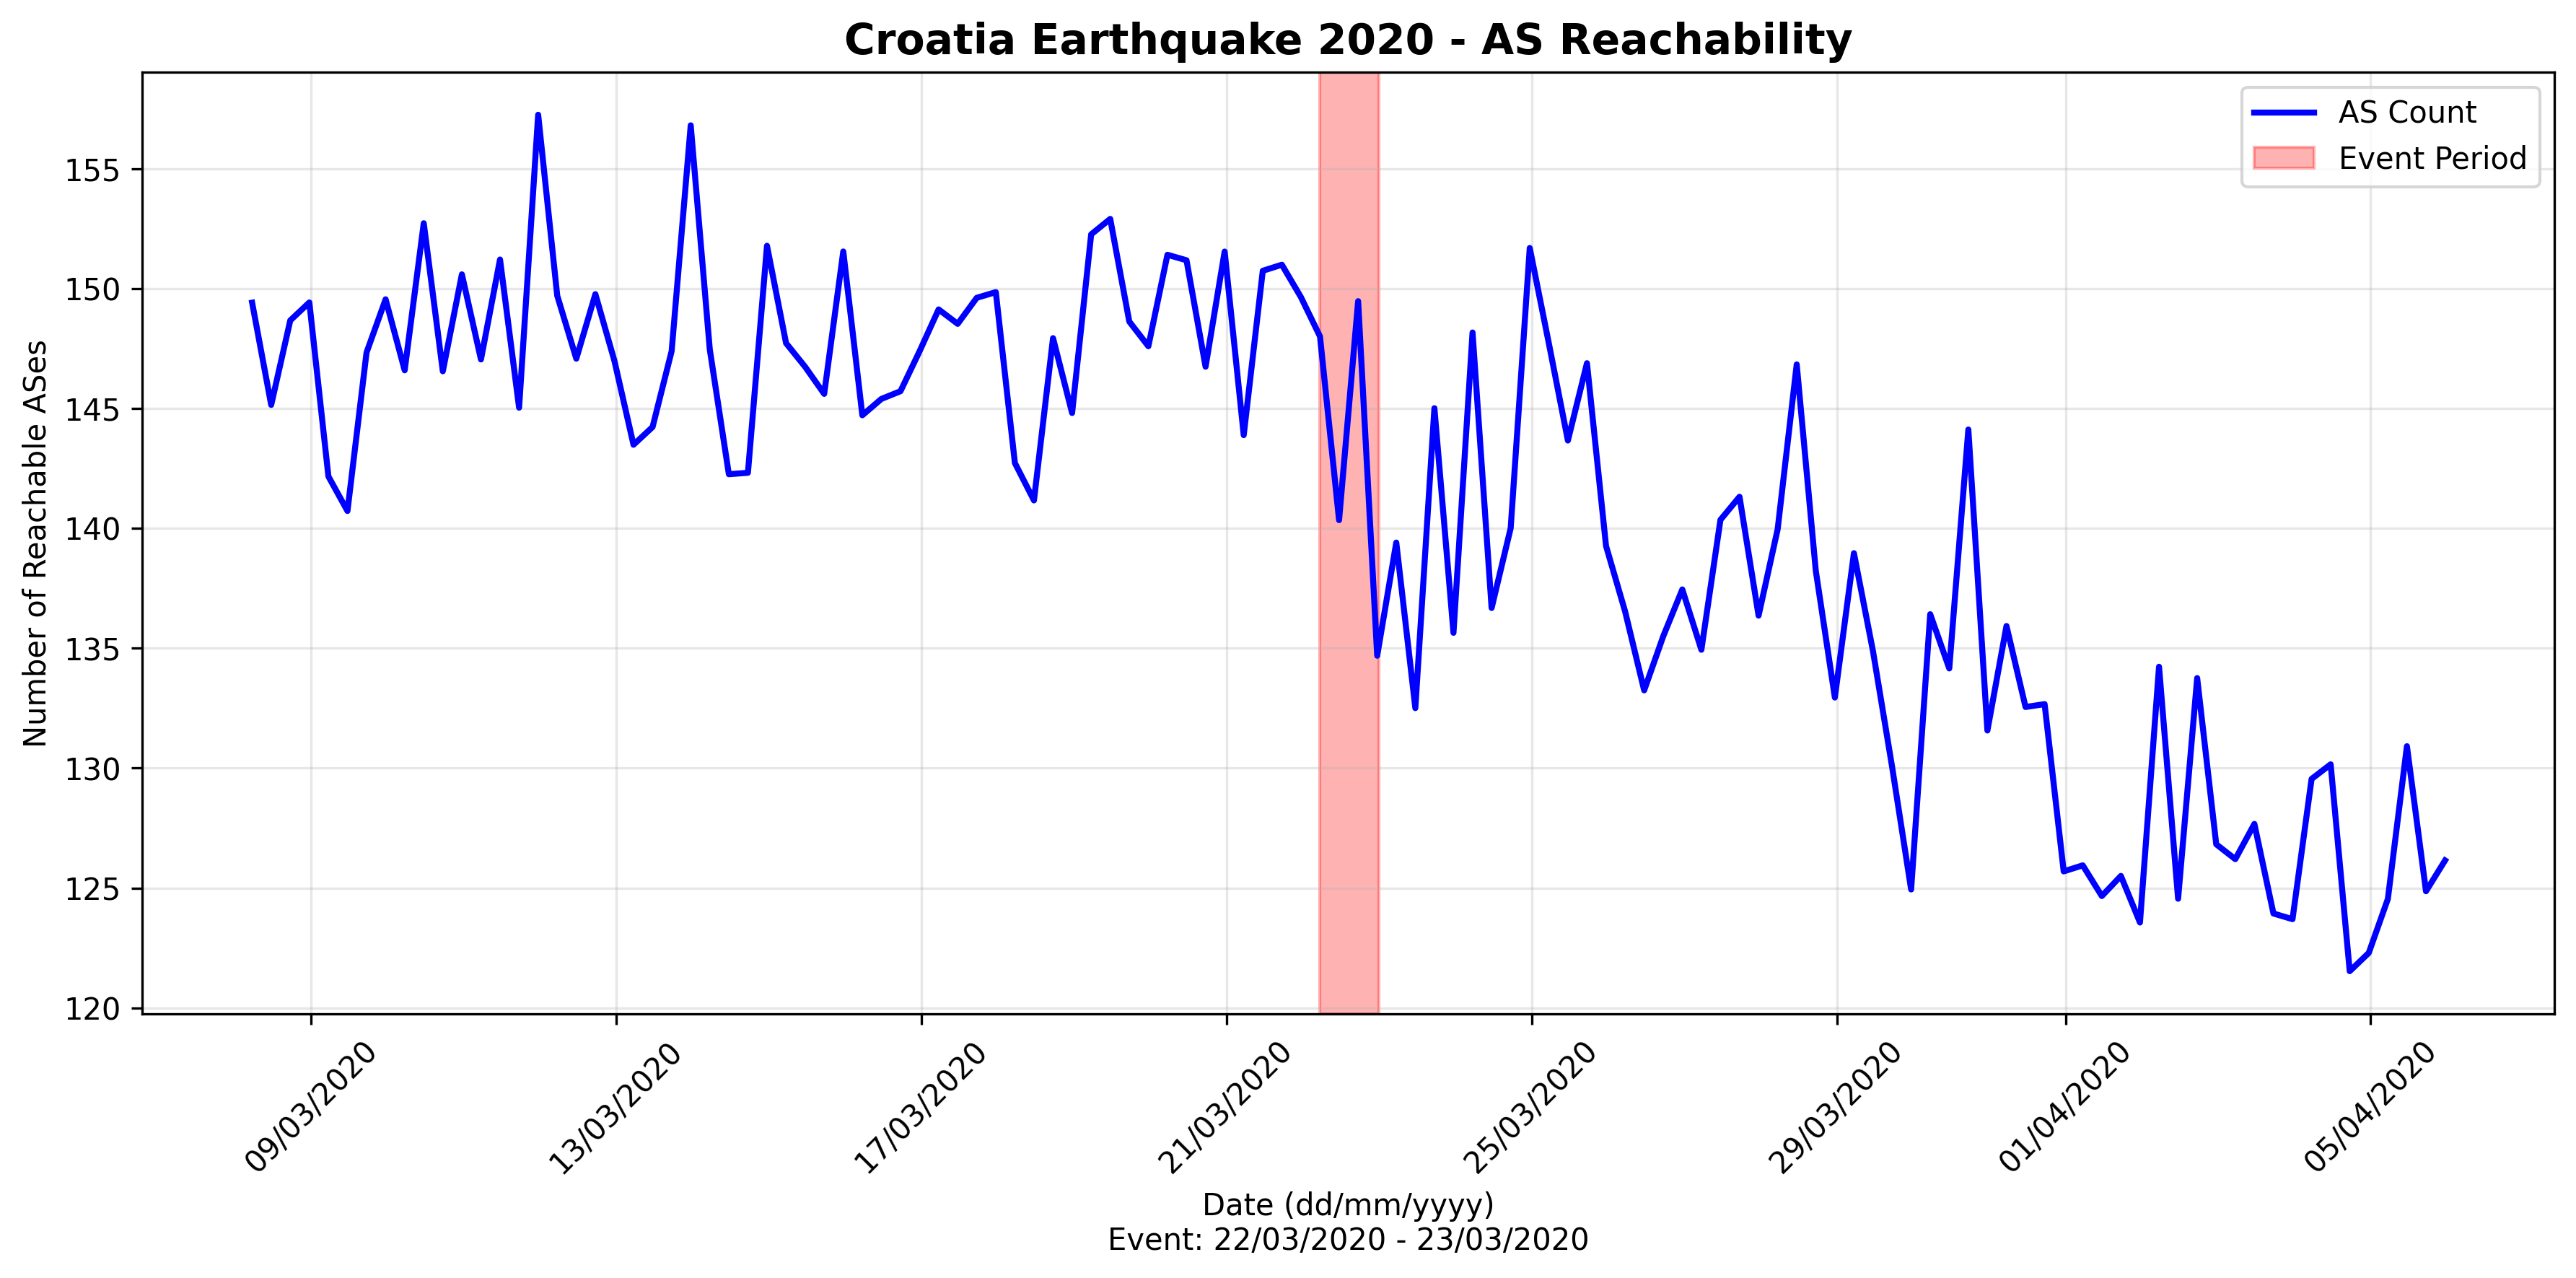 Croatia Earthquake 2020 - AS Reachability
AS Count
Event Period
Number of Reachable ASes
155
150
145
140
135
130
125
120
09/03/2020
13/03/2020
17/03/2020
21/03/2020
25/03/2020
29/03/2020
01/04/2020
05/04/2020
Date (dd/mm/yyyy)
Event: 22/03/2020 - 23/03/2020